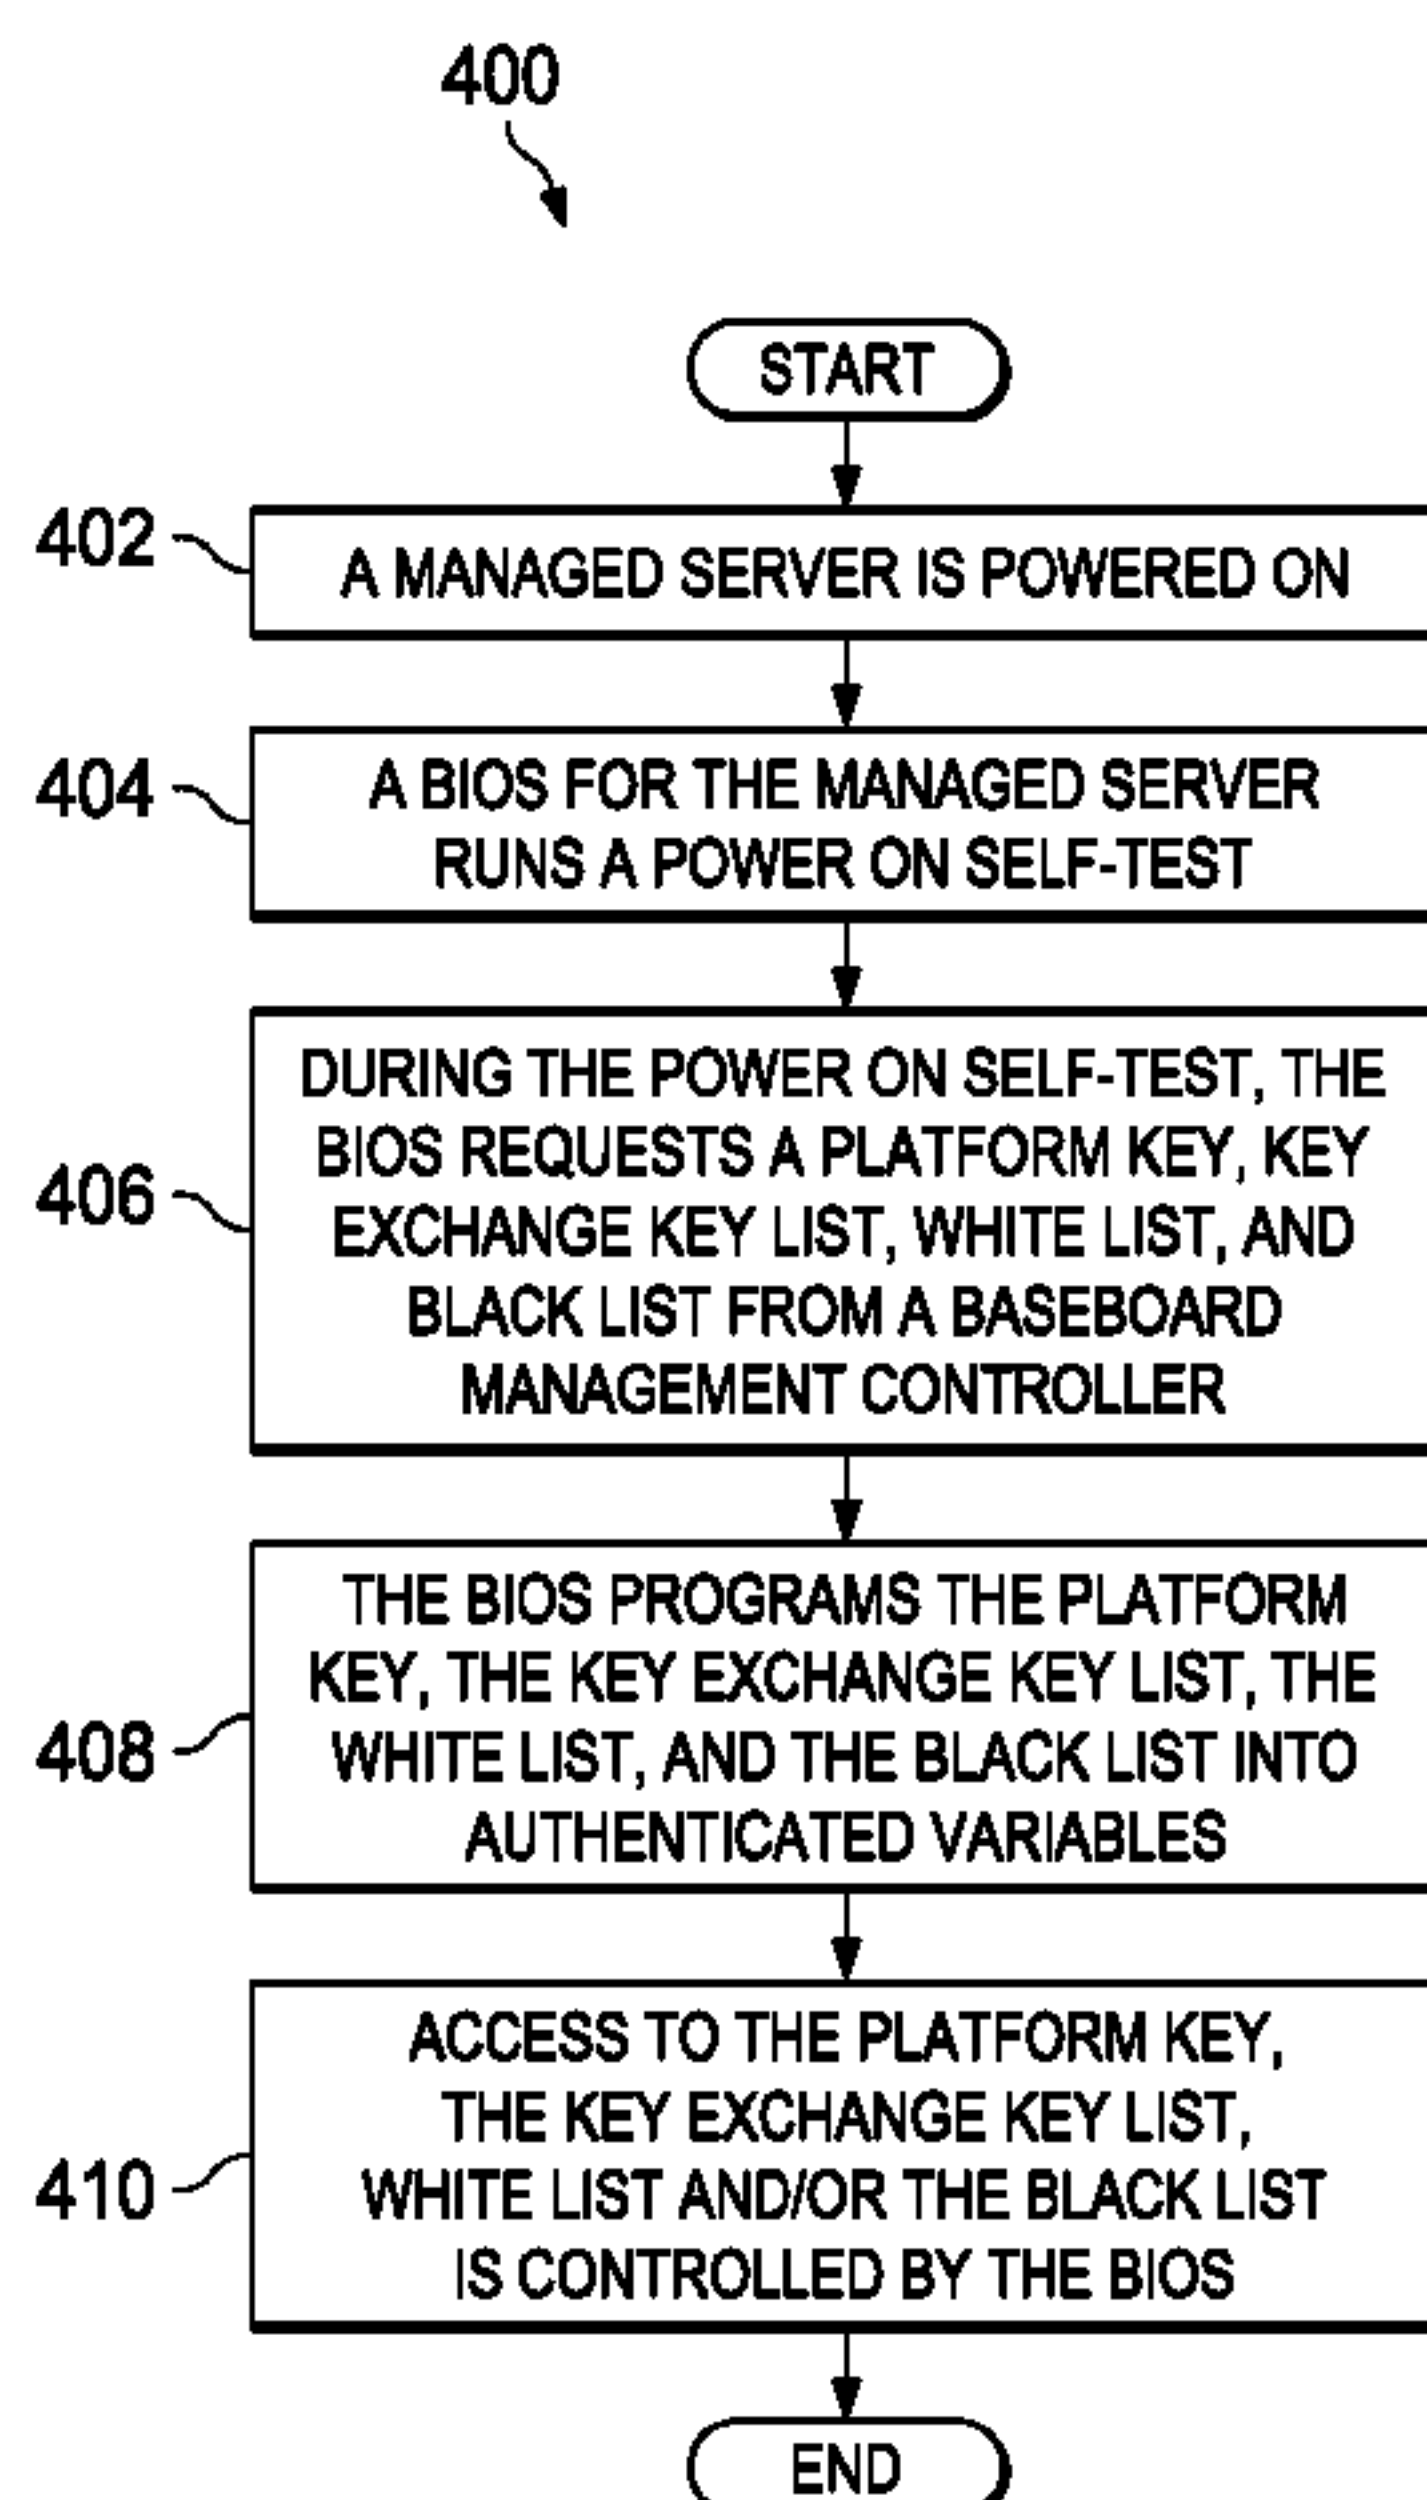 400
START
402
A MANAGED SERVER IS POWERED ON
404
A BIOS FOR THE MANAGED SERVER
RUNS A POWER ON SELF-TEST
406
DURING THE POWER ON SELF-TEST, THE
BIOS REQUESTS A PLATFORM KEY, KEY
EXCHANGE KEY LIST, WHITE LIST, AND
BLACK LIST FROM A BASEBOARD
MANAGEMENT CONTROLLER
408
THE BIOS PROGRAMS THE PLATFORM
KEY, THE KEY EXCHANGE KEY LIST, THE
WHITE LIST, AND THE BLACK LIST INTO
AUTHENTICATED VARIABLES
410
ACCESS TO THE PLATFORM KEY,
THE KEY EXCHANGE KEY LIST,
WHITE LIST AND/OR THE BLACK LIST
IS CONTROLLED BY THE BIOS
END